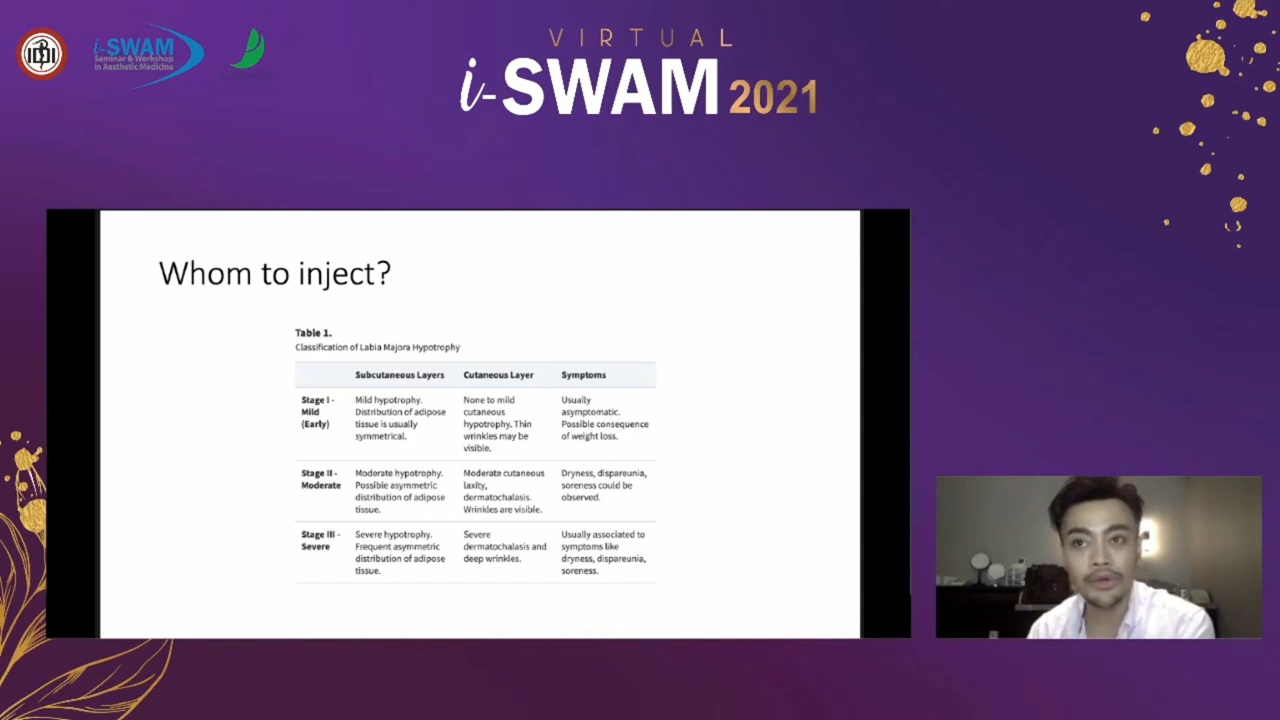 i-SWAM
Seminar & Workshop
in Aesthetic Medicine
VIRTUAL
i-SWAM 2021
Whom to inject?
Table 1.
Classification of Labia Majora Hypotrophy
Subcutaneous Layers Cutaneous Layer Symptoms
Stage I - Mild hypotrophy. None to mild Usually
Mild Distribution of adipose cutaneous asymptomatic.
(Early) tissue is usually hypotrophy. Thin Possible consequence
symmetrical. wrinkles may be of weight loss.
visible.
Stage II - Moderate hypotrophy. Moderate cutaneous Dryness, dispareunia,
Moderate Possible asymmetric laxity, soreness could be
distribution of adipose dermatochalasis. observed.
tissue. Wrinkles are visible.
Stage III - Severe hypotrophy. Severe Usually associated to
Severe Frequent asymmetric dermatochalasis and symptoms like
distribution of adipose deep wrinkles. dryness, dispareunia,
tissue. soreness.